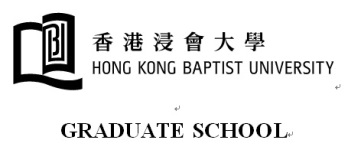 香港浸會大學
HONG KONG BAPTIST UNIVERSITY
GRADUATE SCHOOL